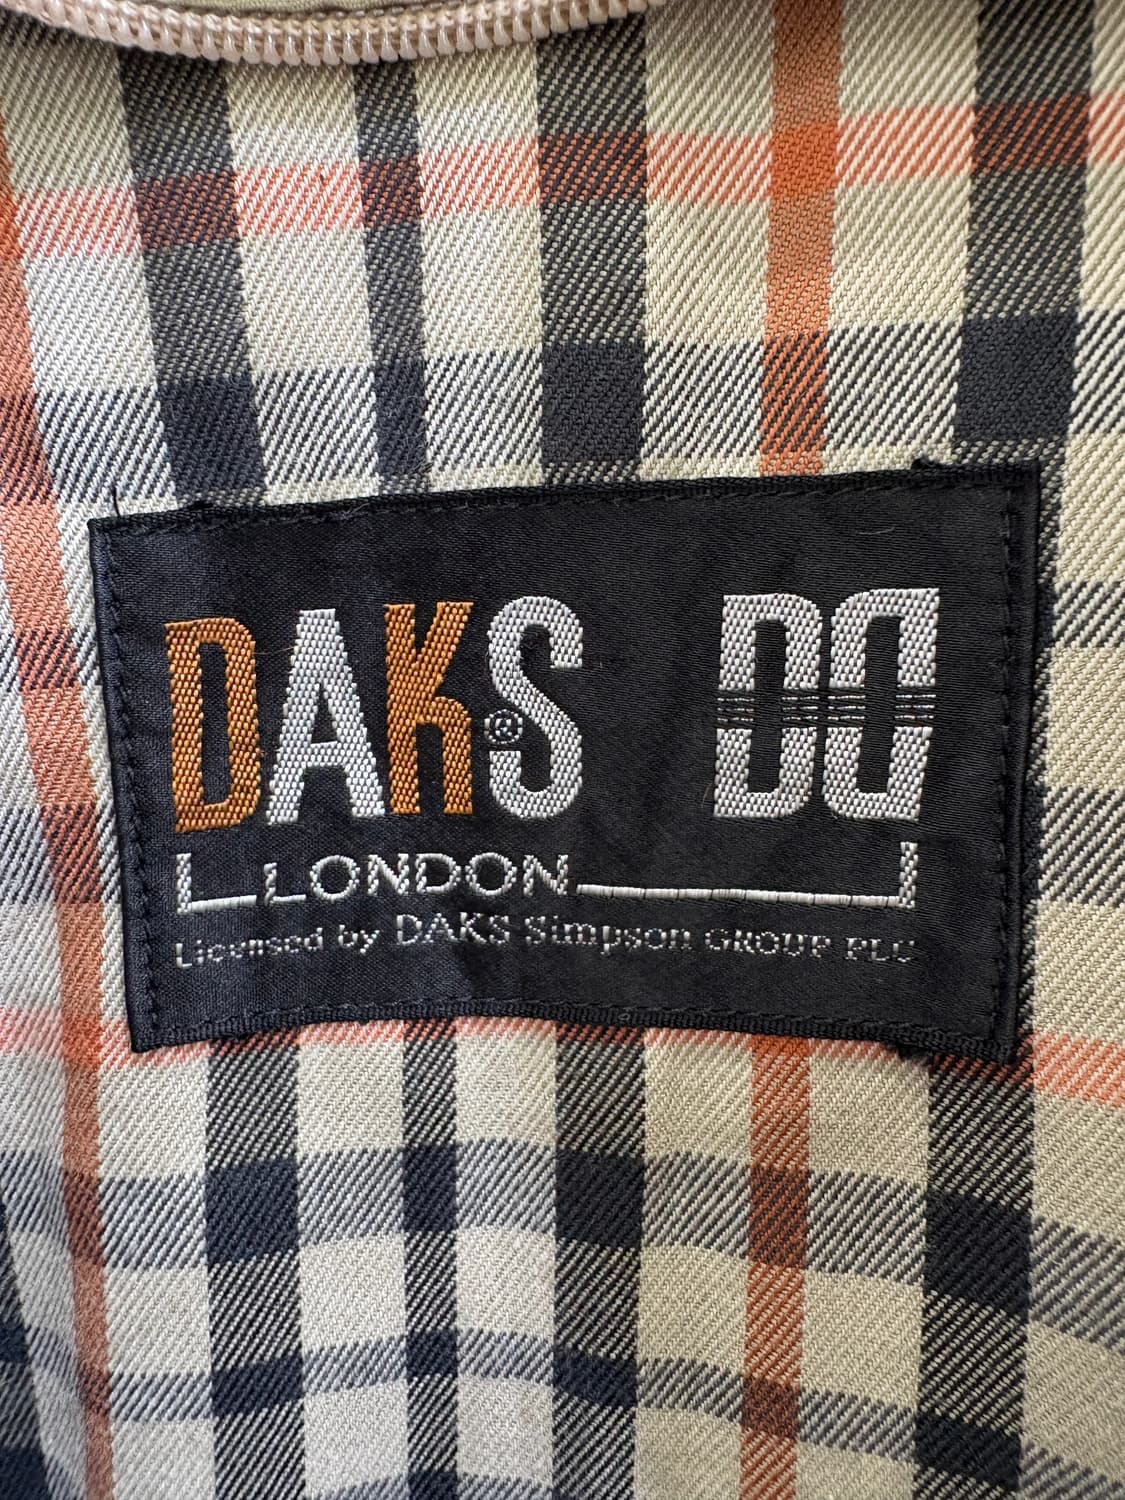 DAKS® DD
LONDON
Licensed by DAKS Simpson GROUP PLC